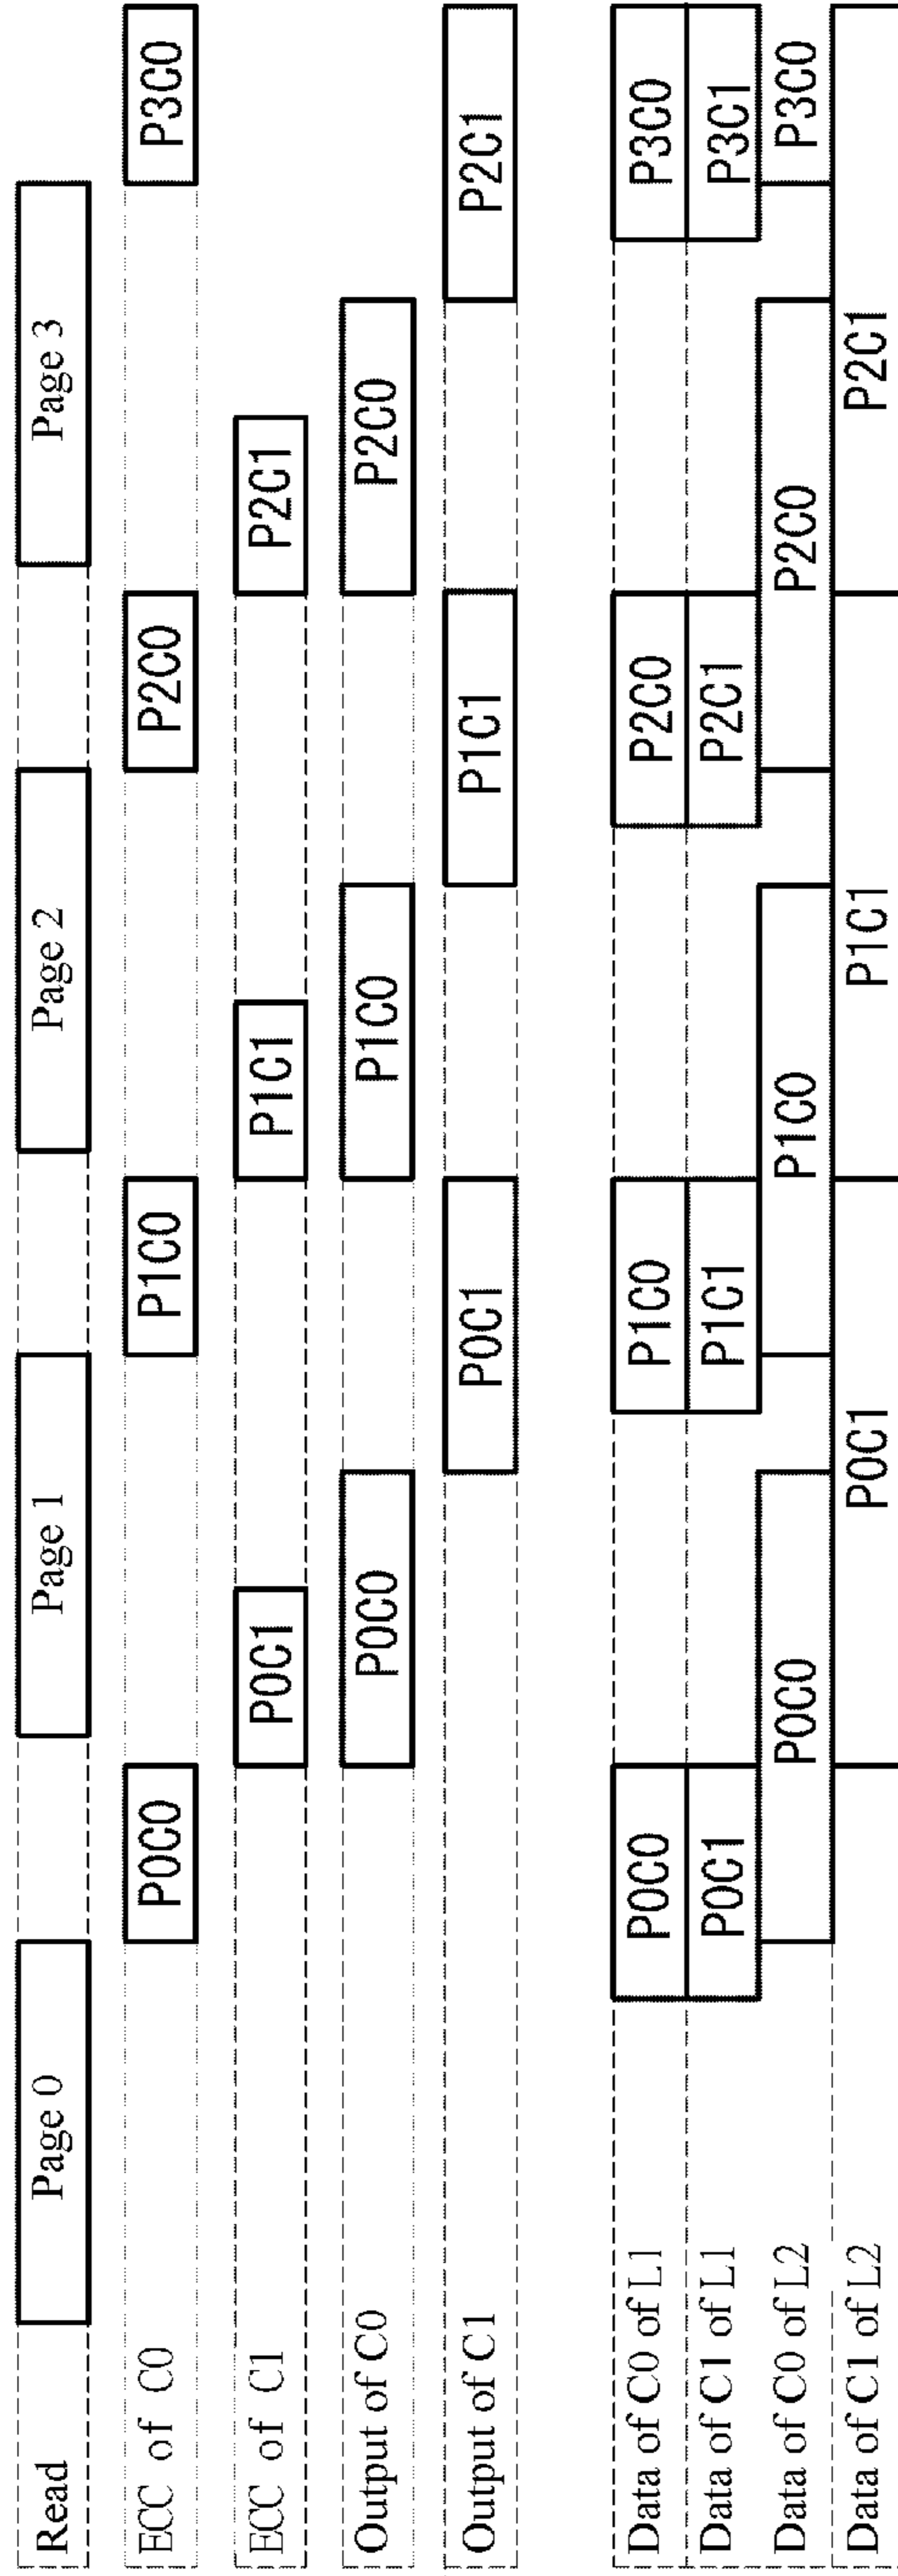 Read Page 0 Page 1 Page 2 Page 3
ECC of C0 P0C0 P1C0 P2C0 P3C0
ECC of C1 P0C1 P1C1 P2C1
Output of C0 P0C0 P1C0 P2C0
Output of C1 P0C1 P1C1 P2C1
Data of C0 of L1 P0C0 P1C0 P2C0 P3C0
Data of C1 of L1 P0C1 P1C1 P2C1 P3C1
Data of C0 of L2 P0C0 P1C0 P2C0 P3C0
Data of C1 of L2 P0C1 P1C1 P2C1